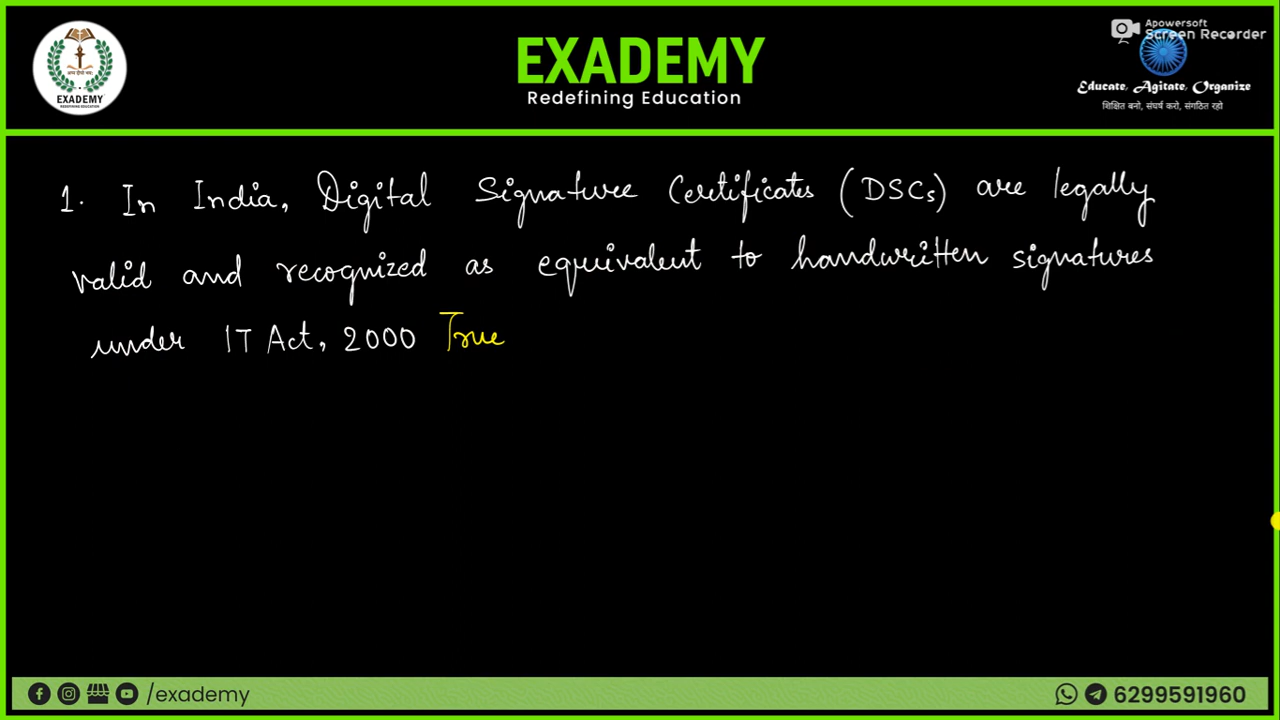 EXADEMY
REDEFINING EDUCATION
EXADEMY
Redefining Education
Apowersoft
Screen Recorder
Educate, Agitate, Organize
शिक्षित बनो, संघर्ष करो, संगठित रहो
1. In India, Digital Signature Certificates (DSCs) are legally
valid and recognized as equivalent to handwritten signatures
under IT Act, 2000 True
/exademy
6299591960